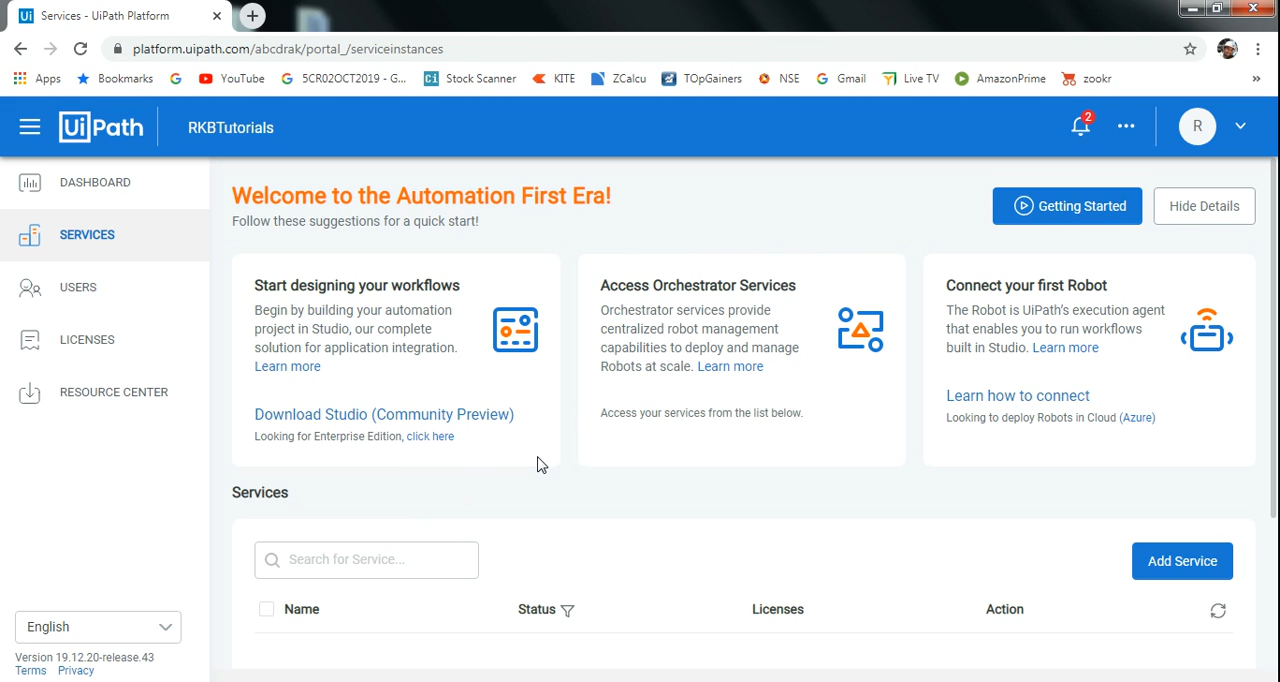 Services - UiPath Platform
platform.uipath.com/abcdrak/portal_/serviceinstances
Apps Bookmarks YouTube 5CR02OCT2019 - G... Stock Scanner KITE ZCalcu TOpGainers NSE Gmail Live TV AmazonPrime zookr »
UiPath RKBTutorials 2 R
DASHBOARD
SERVICES
USERS
LICENSES
RESOURCE CENTER
Welcome to the Automation First Era!
Follow these suggestions for a quick start!
Getting Started
Hide Details
Start designing your workflows
Begin by building your automation
project in Studio, our complete
solution for application integration.
Learn more
Download Studio (Community Preview)
Looking for Enterprise Edition, click here
Access Orchestrator Services
Orchestrator services provide
centralized robot management
capabilities to deploy and manage
Robots at scale. Learn more
Access your services from the list below.
Connect your first Robot
The Robot is UiPath's execution agent
that enables you to run workflows
built in Studio. Learn more
Learn how to connect
Looking to deploy Robots in Cloud (Azure)
Services
Search for Service...
Add Service
Name Status Licenses Action
English
Version 19.12.20-release.43
Terms Privacy